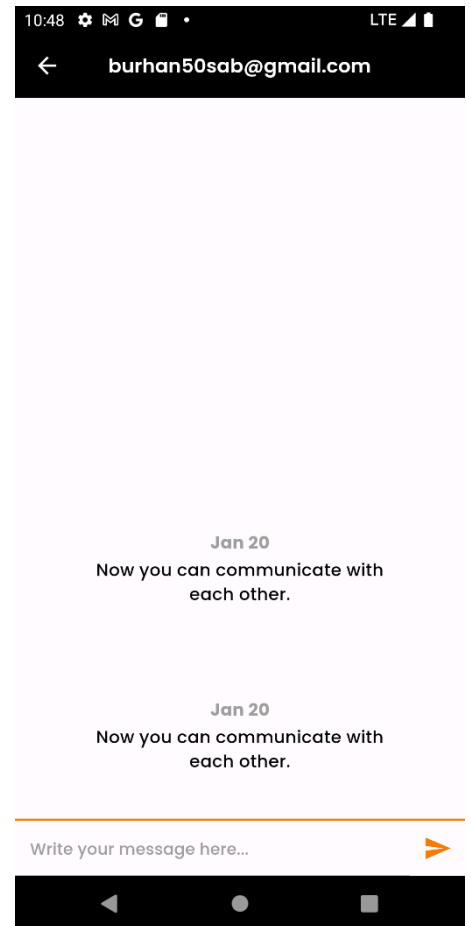 10:48 LTE
burhan50sab@gmail.com
Jan 20
Now you can communicate with
each other.
Jan 20
Now you can communicate with
each other.
Write your message here...